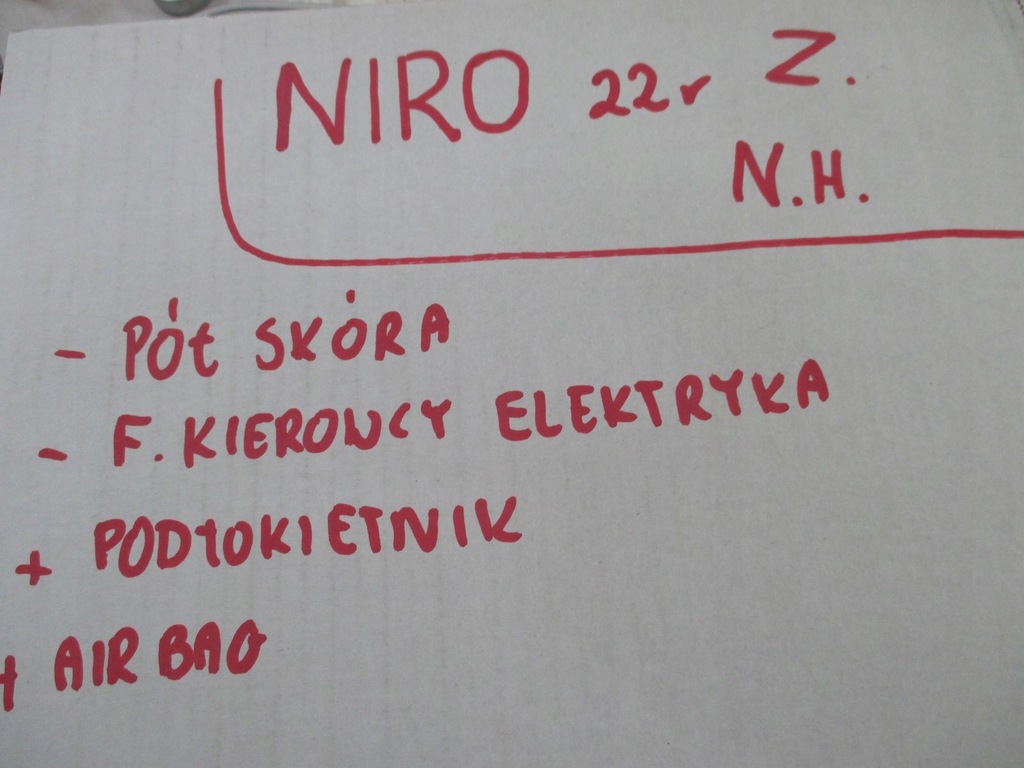 NIRO 22r Z.
N.H.
- PÓŁ SKÓRA
- F. KIEROWCY ELEKTRYKA
+ PODŁOKIETNIK
+ AIR BAG